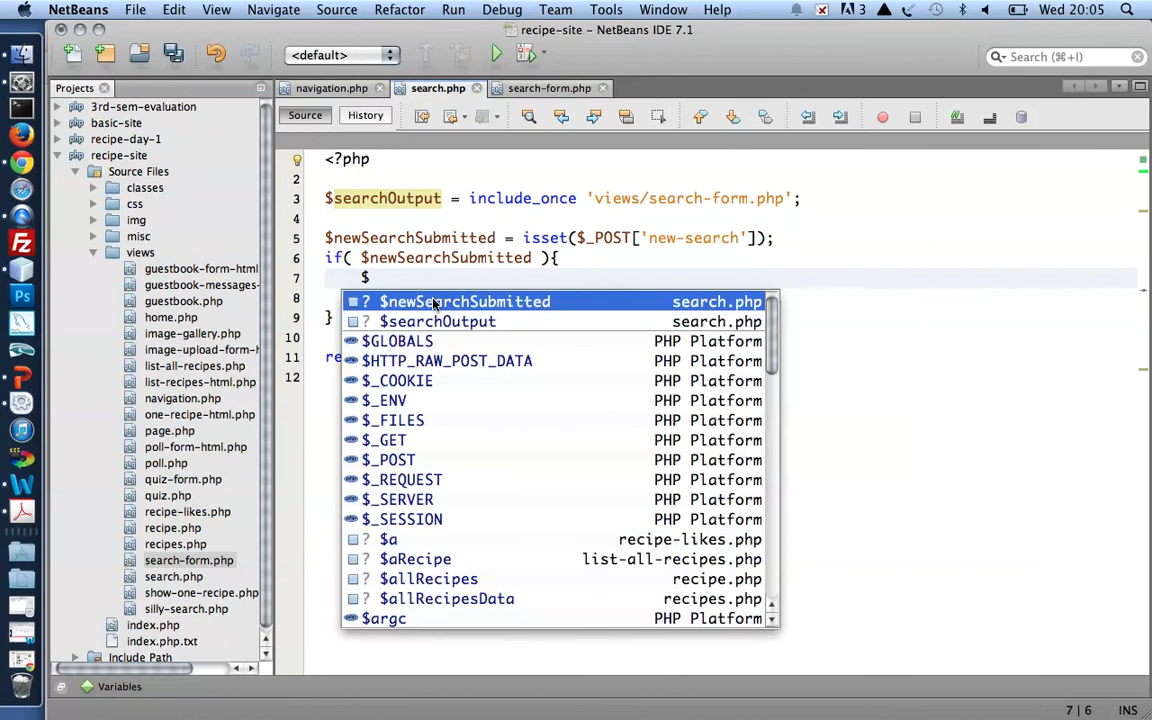 NetBeans File Edit View Navigate Source Refactor Run Debug Team Tools Window Help 3 Wed 20:05
recipe-site – NetBeans IDE 7.1
<default> Search (⌘+I)
Projects navigation.php search.php search-form.php
Source History
3rd-sem-evaluation
basic-site
recipe-day-1
recipe-site
Source Files
classes
css
img
misc
views
guestbook-form-html
guestbook-messages-
guestbook.php
home.php
image-gallery.php
image-upload-form-h
list-all-recipes.php
list-recipes-html.php
navigation.php
one-recipe-html.php
page.php
poll-form-html.php
poll.php
quiz-form.php
quiz.php
recipe-likes.php
recipe.php
recipes.php
search-form.php
search.php
show-one-recipe.php
silly-search.php
index.php
index.php.txt
Include Path
<?php
2
3 $searchOutput = include_once 'views/search-form.php';
4
5 $newSearchSubmitted = isset($_POST['new-search']);
6 if( $newSearchSubmitted ){
7 $
8
9 }
10
11 re
12
? $newSearchSubmitted search.php
? $searchOutput search.php
$GLOBALS PHP Platform
$HTTP_RAW_POST_DATA PHP Platform
$_COOKIE PHP Platform
$_ENV PHP Platform
$_FILES PHP Platform
$_GET PHP Platform
$_POST PHP Platform
$_REQUEST PHP Platform
$_SERVER PHP Platform
$_SESSION PHP Platform
? $a recipe-likes.php
? $aRecipe list-all-recipes.php
? $allRecipes recipe.php
? $allRecipesData recipes.php
$argc PHP Platform
Variables
7 | 6 INS